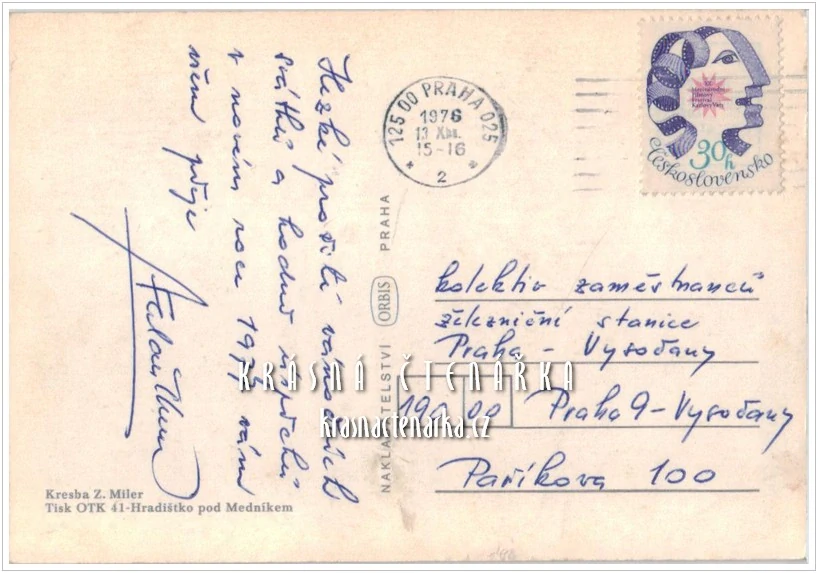 Hezké prožití vánočních
svátků a hodně úspěchů
v novém roce 1977 vám
všem přeje
125 00 PRAHA 025
1976
13 XII.
15-16
2
30h
Československo
kolektiv zaměstnanců
železniční stanice
Praha - Vysočany
190 00 Praha 9 - Vysočany
Paříkova 100
NAKLADATELSTVÍ ORBIS PRAHA
KRÁSNÁ ČTENÁŘKA
krasnactenarka.cz
Kresba Z. Miler
Tisk OTK 41-Hradištko pod Medníkem